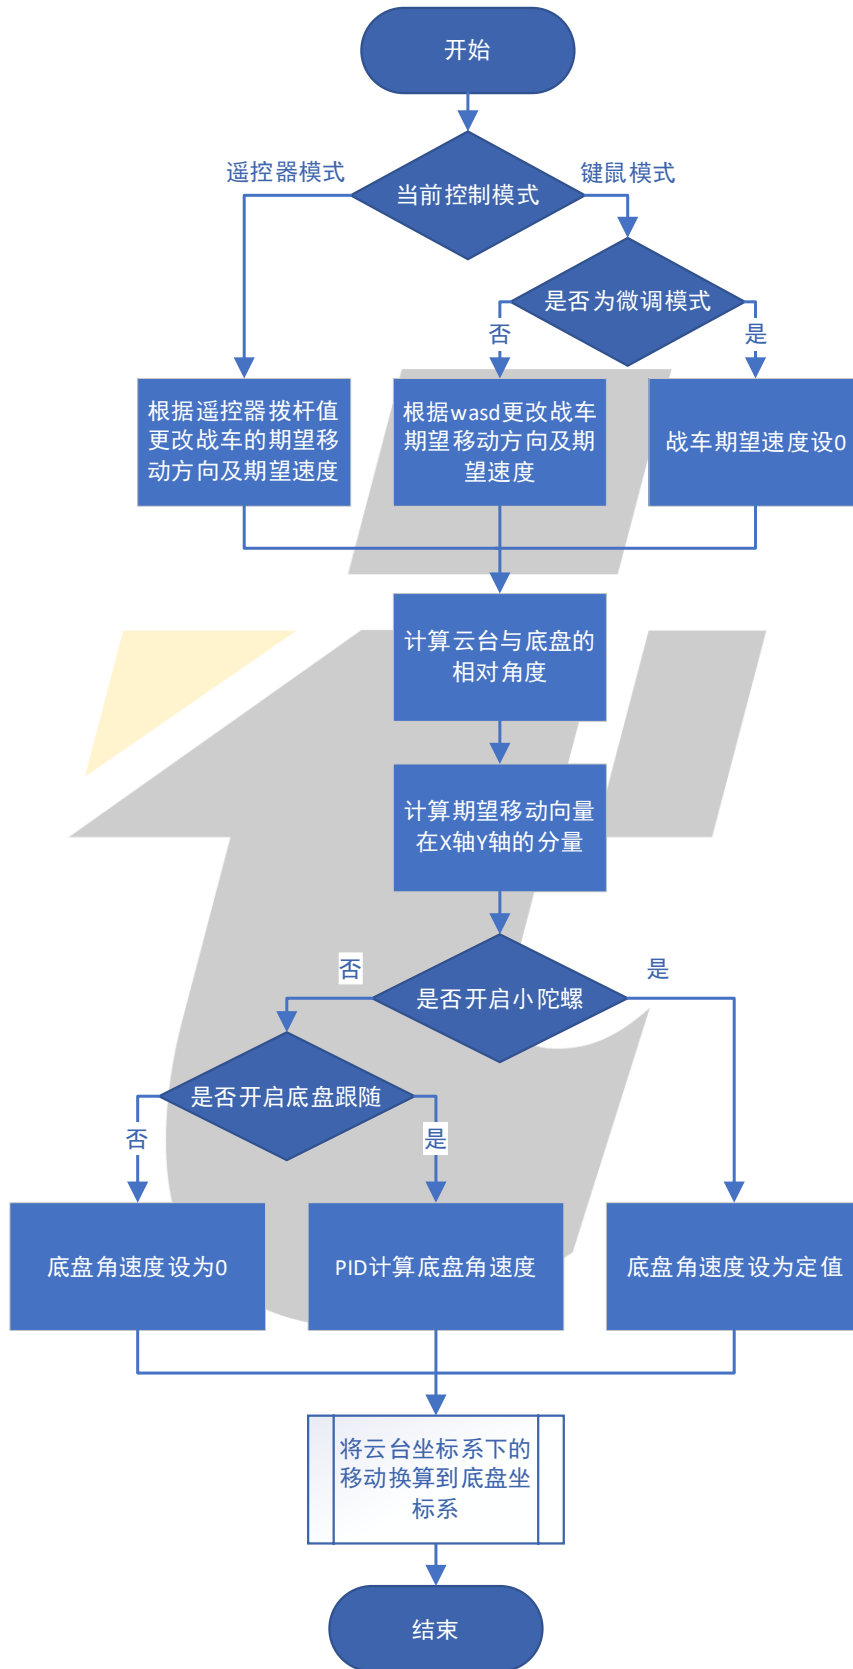 开始
遥控器模式
当前控制模式
键鼠模式
是否为微调模式
否
是
根据遥控器拨杆值
更改战车的期望移
动方向及期望速度
根据wasd更改战车
期望移动方向及期
望速度
战车期望速度设0
计算云台与底盘的
相对角度
计算期望移动向量
在X轴Y轴的分量
否
是
是否开启小陀螺
是否开启底盘跟随
否
是
底盘角速度设为0
PID计算底盘角速度
底盘角速度设为定值
将云台坐标系下的
移动换算到底盘坐
标系
结束